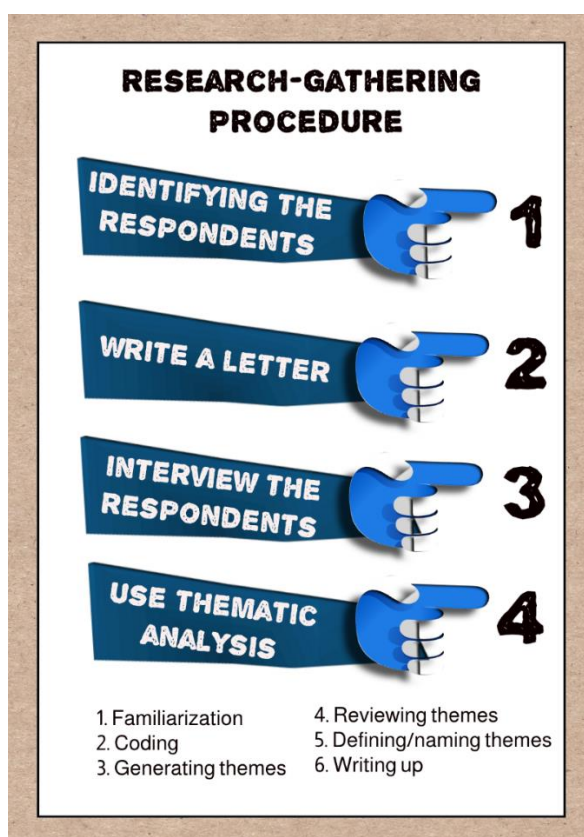 RESEARCH-GATHERING
PROCEDURE
IDENTIFYING THE
RESPONDENTS
1
WRITE A LETTER
2
INTERVIEW THE
RESPONDENTS
3
USE THEMATIC
ANALYSIS
4
1. Familiarization
2. Coding
3. Generating themes
4. Reviewing themes
5. Defining/naming themes
6. Writing up